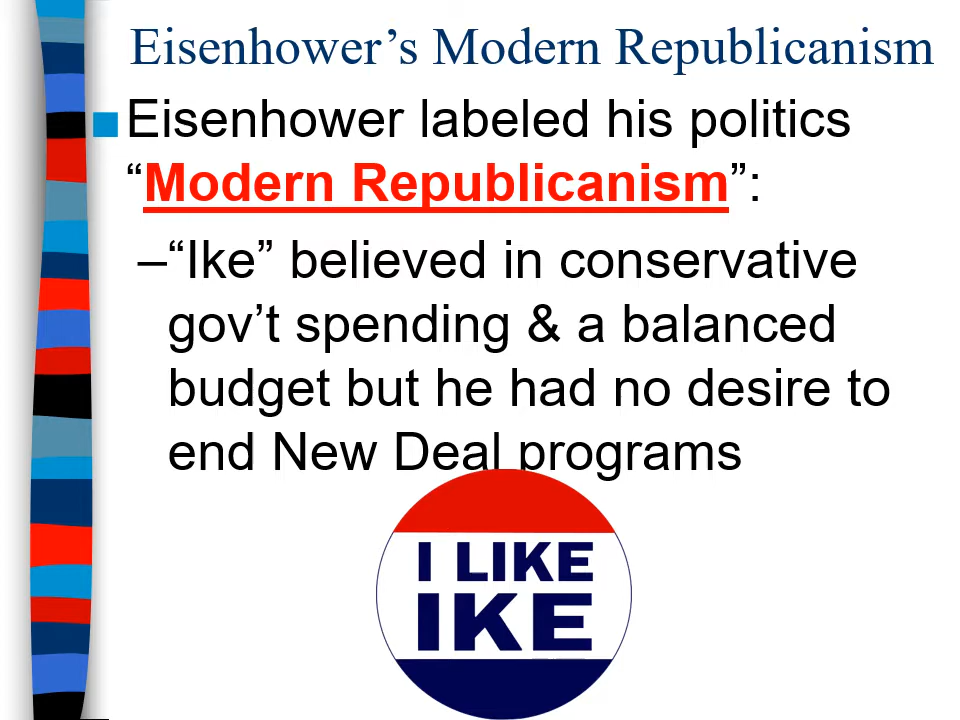 Eisenhower’s Modern Republicanism
Eisenhower labeled his politics
“Modern Republicanism”:
–“Ike” believed in conservative
gov’t spending & a balanced
budget but he had no desire to
end New Deal programs
I LIKE
IKE